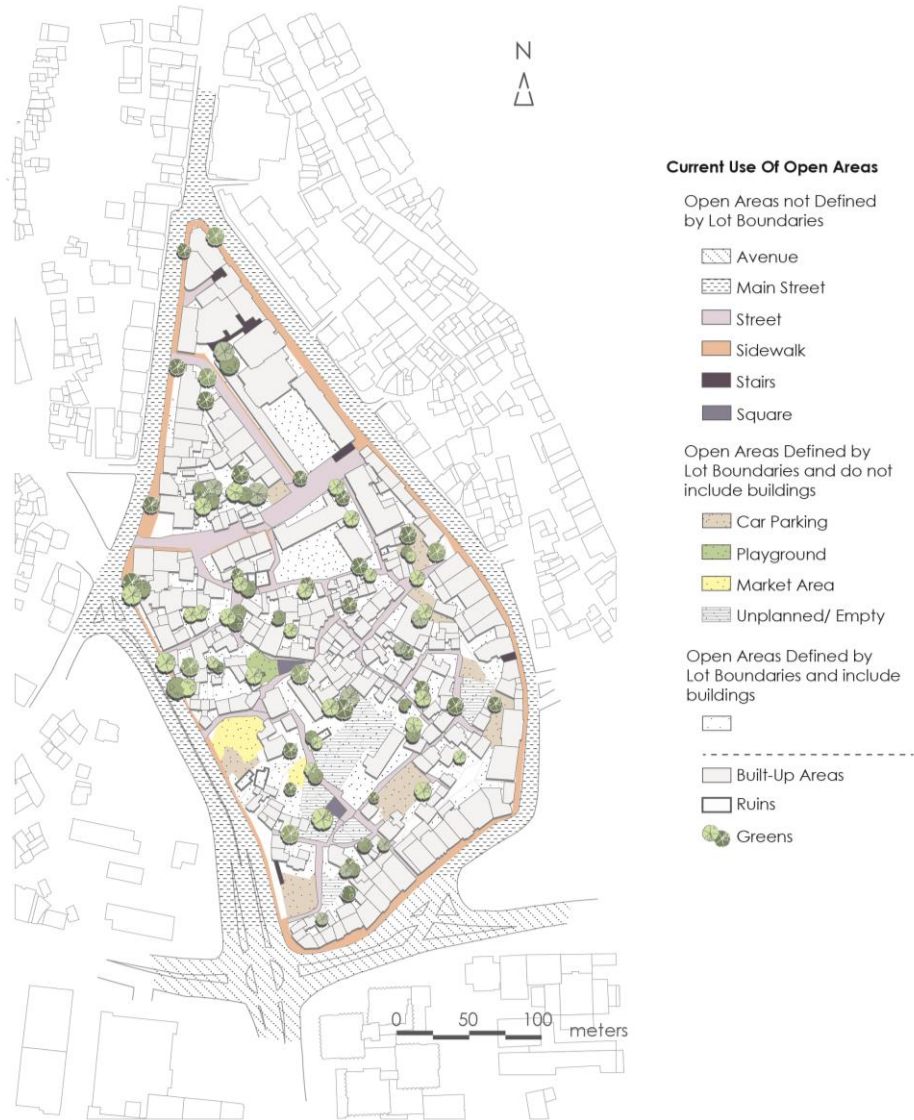 N
Current Use Of Open Areas
Open Areas not Defined
by Lot Boundaries
Avenue
Main Street
Street
Sidewalk
Stairs
Square
Open Areas Defined by
Lot Boundaries and do not
include buildings
Car Parking
Playground
Market Area
Unplanned/ Empty
Open Areas Defined by
Lot Boundaries and include
buildings
Built-Up Areas
Ruins
Greens
0 50 100 meters